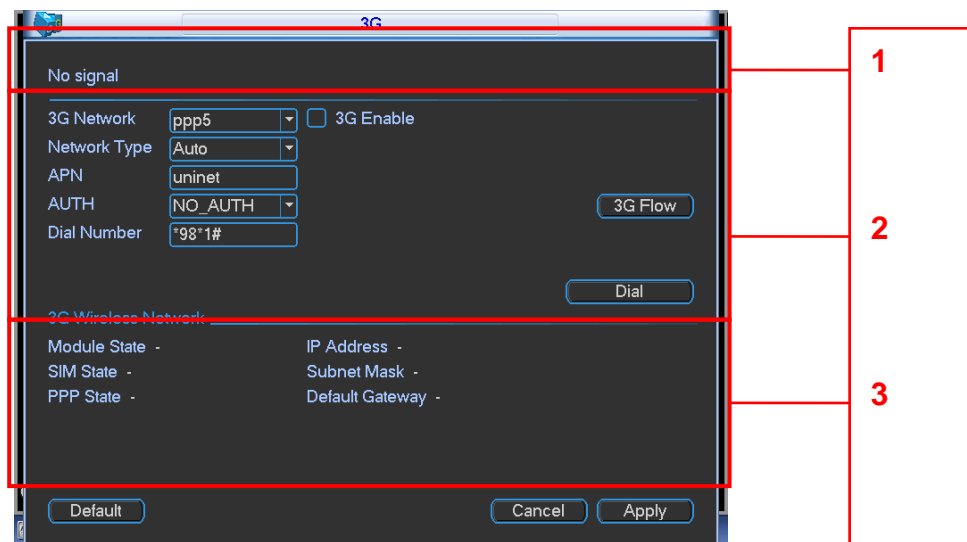 3G
1
No signal
3G Network ppp5 3G Enable
Network Type Auto
APN uninet
AUTH NO_AUTH 3G Flow
2
Dial Number *98*1#
Dial
3G Wireless Network
Module State - IP Address -
SIM State - Subnet Mask -
PPP State - Default Gateway -
3
Default Cancel Apply